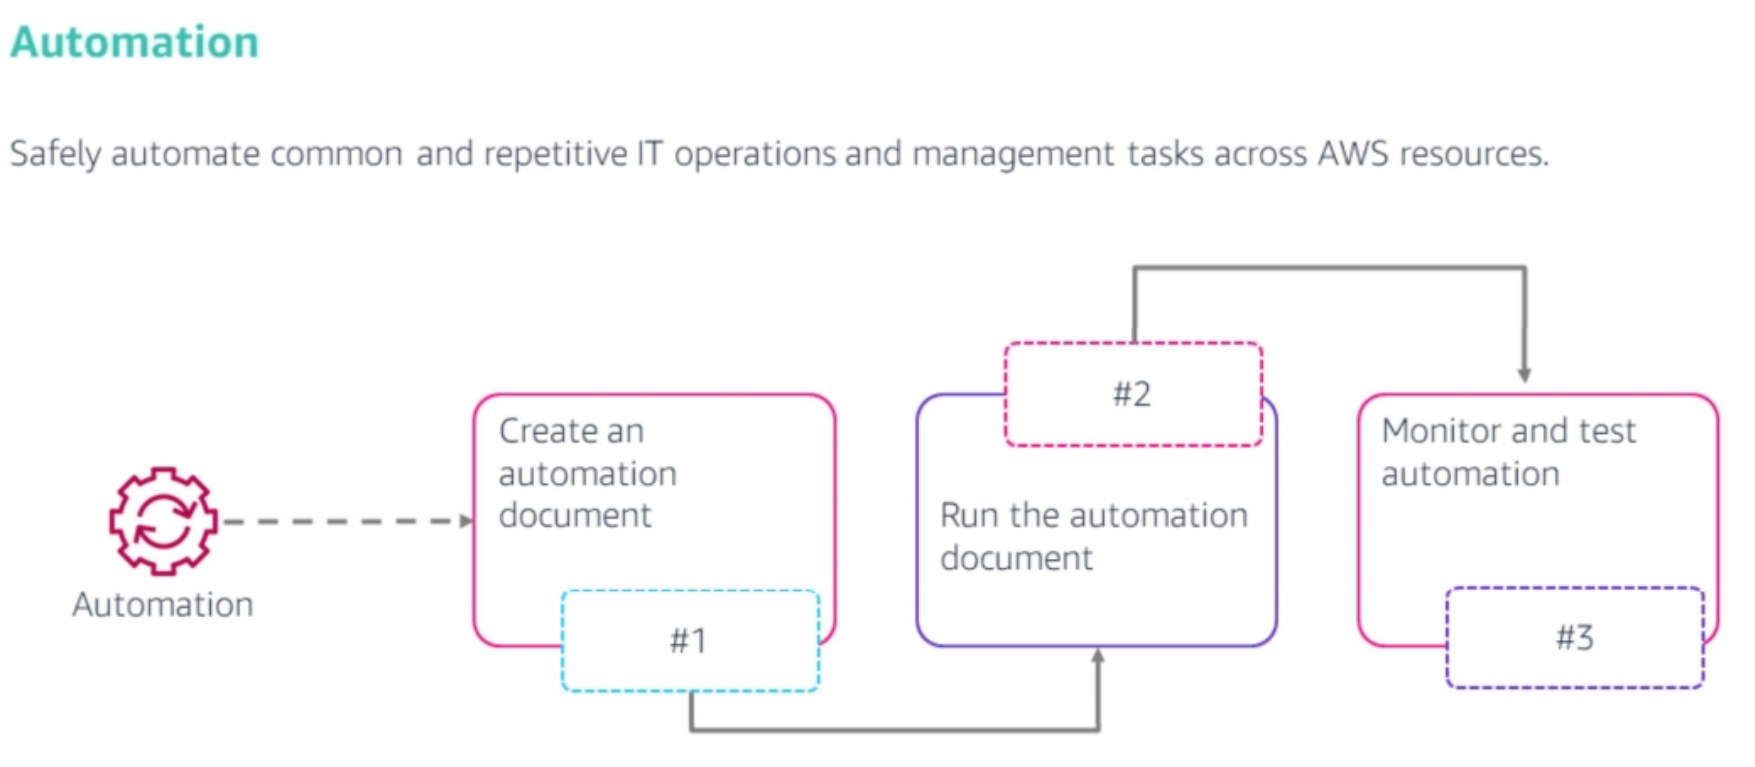 Automation
Safely automate common and repetitive IT operations and management tasks across AWS resources.
Automation
Create an
automation
document
#1
#2
Run the automation
document
Monitor and test
automation
#3